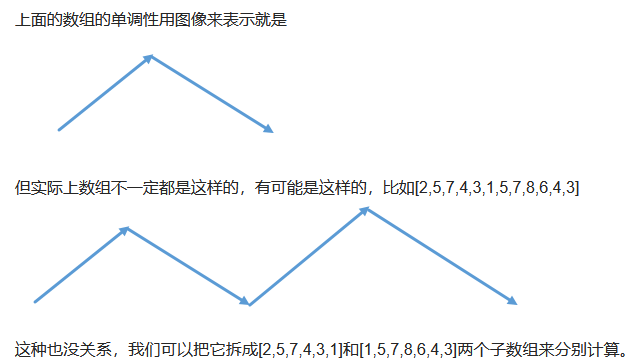 上面的数组的单调性用图像来表示就是
但实际上数组不一定都是这样的，有可能是这样的，比如[2,5,7,4,3,1,5,7,8,6,4,3]
这种也没关系，我们可以把它拆成[2,5,7,4,3,1]和[1,5,7,8,6,4,3]两个子数组来分别计算。